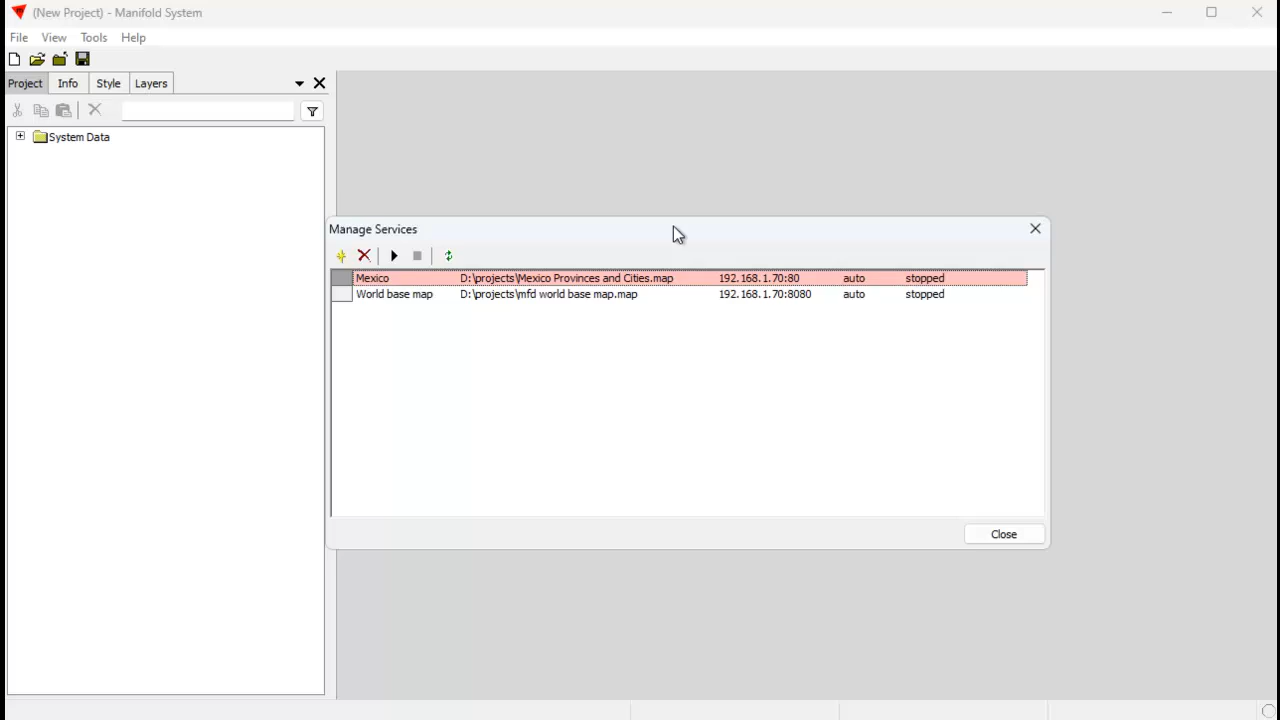 (New Project) - Manifold System
File View Tools Help
Project Info Style Layers
System Data
Manage Services
Mexico D:\projects\Mexico Provinces and Cities.map 192.168.1.70:80 auto stopped
World base map D:\projects\mfd world base map.map 192.168.1.70:8080 auto stopped
Close